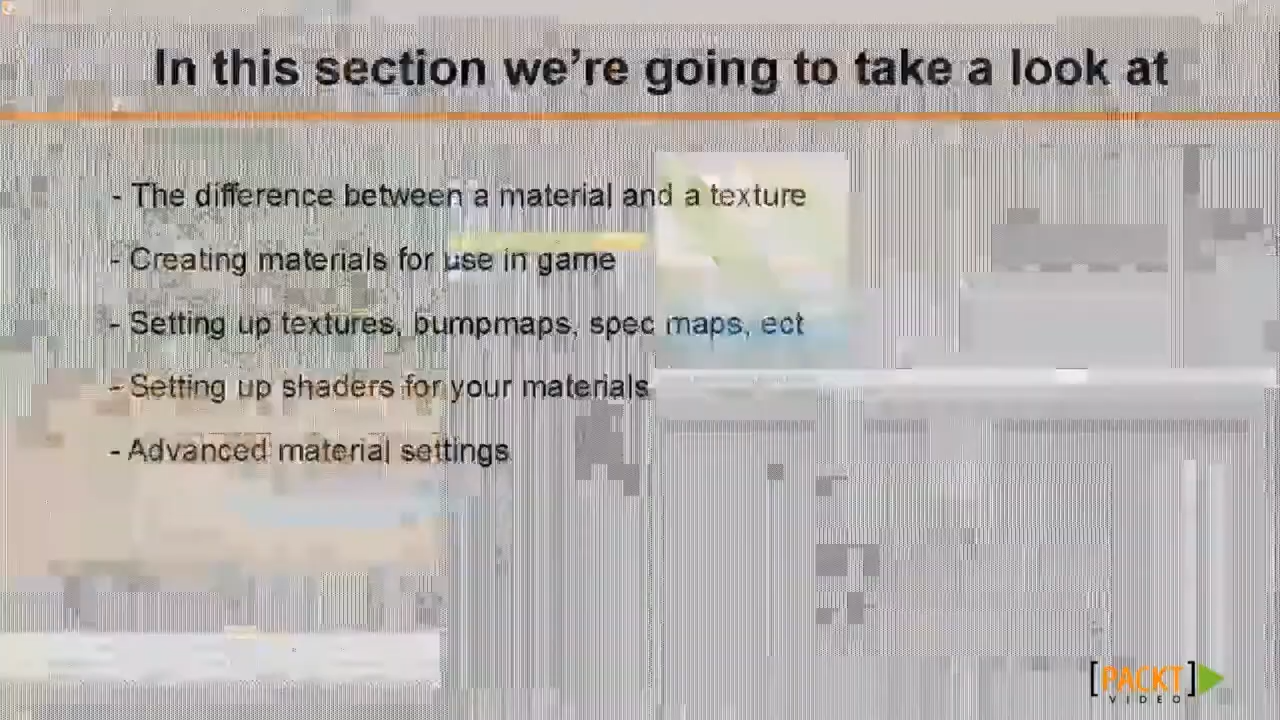 In this section we're going to take a look at
- The difference between a material and a texture
- Creating materials for use in game
- Setting up textures, bumpmaps, spec maps, ect
- Setting up shaders for your materials
- Advanced material settings
[PACKT]
VIDEO